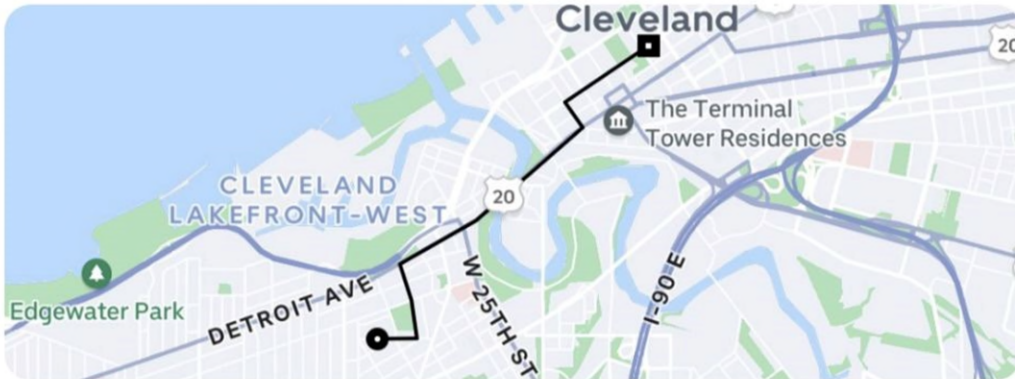 Cleveland
20
The Terminal
Tower Residences
CLEVELAND
LAKEFRONT-WEST
20
Edgewater Park
DETROIT AVE
W 25TH ST
I-90 E